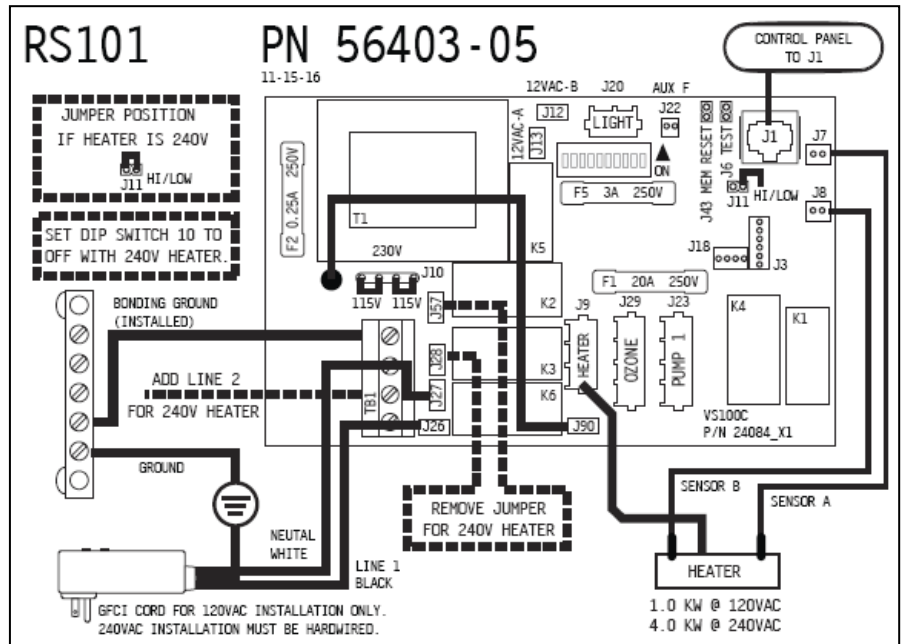 RS101
PN 56403-05
11-15-16
CONTROL PANEL
TO J1
JUMPER POSITION
IF HEATER IS 240V
J11
HI/LOW
SET DIP SWITCH 10 TO
OFF WITH 240V HEATER.
F2 0.25A 250V
T1
230V
J10
115V
115V
12VAC-B
J12
12VAC-A
J13
J20
LIGHT
AUX F
J22
ON
F5 3A 250V
J43 MEM RESET
J6 TEST
J1
J11
HI/LOW
J7
J8
J18
J3
K5
K2
K3
K6
J57
J28
J27
J26
J90
TB1
F1 20A 250V
J9
HEATER
J29
OZONE
J23
PUMP 1
K4
K1
VS100C
P/N 24084_X1
BONDING GROUND
(INSTALLED)
ADD LINE 2
FOR 240V HEATER
GROUND
NEUTAL
WHITE
LINE 1
BLACK
REMOVE JUMPER
FOR 240V HEATER
SENSOR B
SENSOR A
HEATER
1.0 KW @ 120VAC
4.0 KW @ 240VAC
GFCI CORD FOR 120VAC INSTALLATION ONLY.
240VAC INSTALLATION MUST BE HARDWIRED.